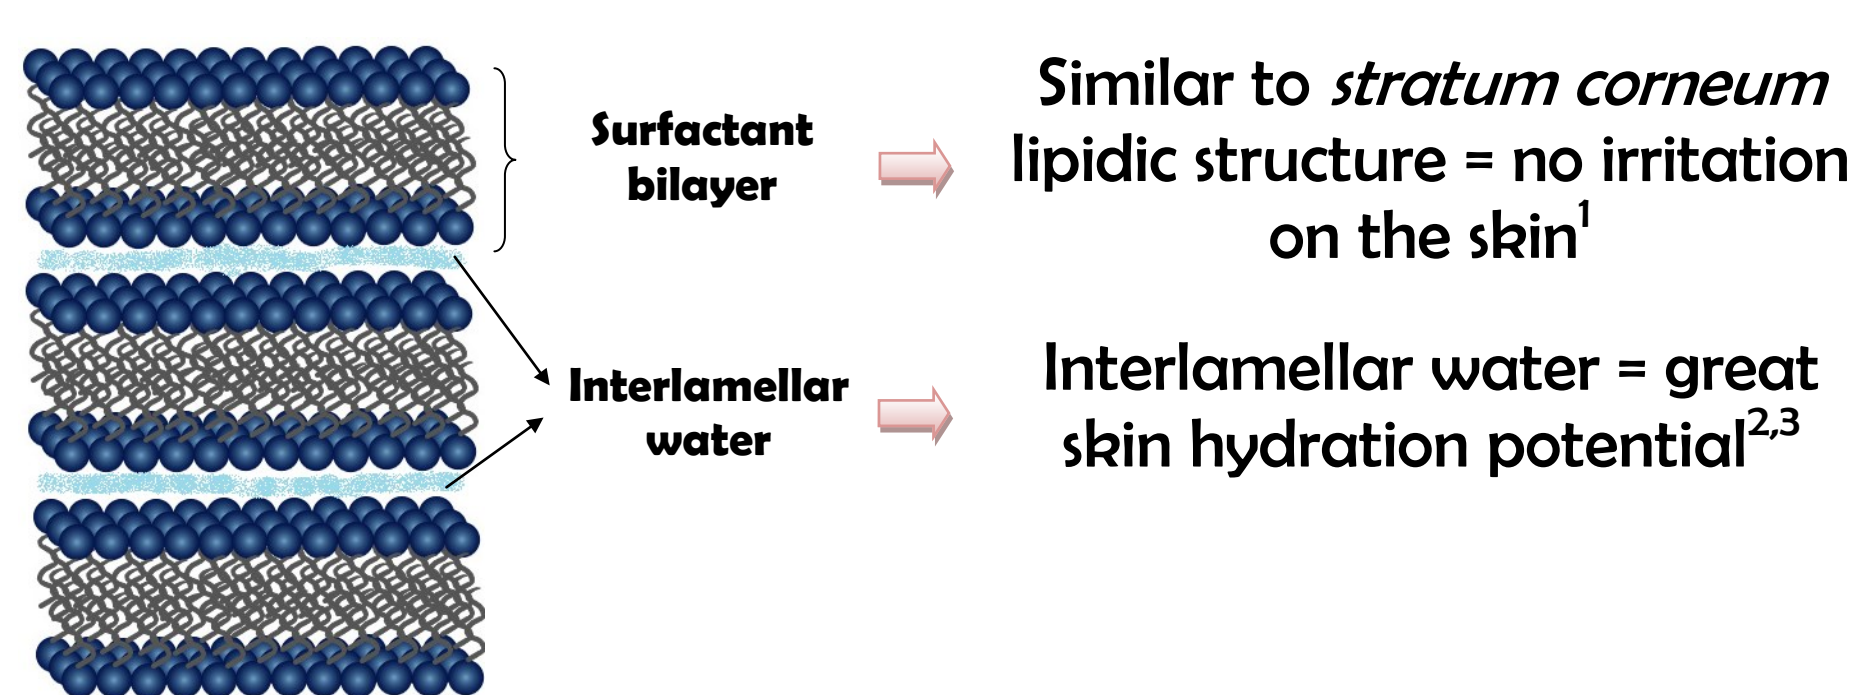 Surfactant
bilayer
Similar to stratum corneum
lipidic structure = no irritation
on the skin¹
Interlamellar
water
Interlamellar water = great
skin hydration potential²,³